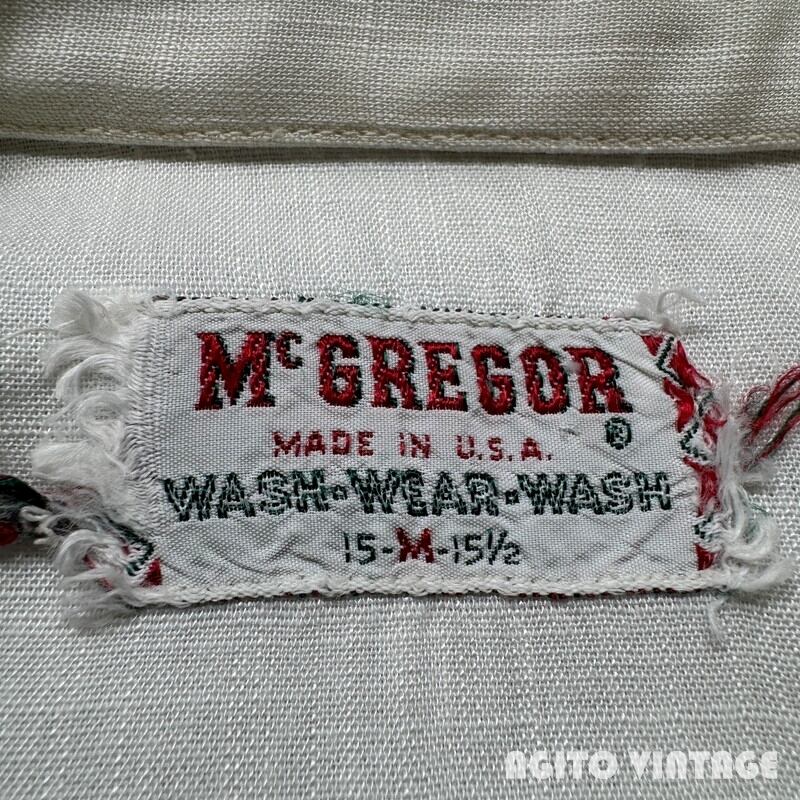 McGREGOR
®
MADE IN U.S.A.
WASH-WEAR-WASH
15-M-15½
AGITO VINTAGE